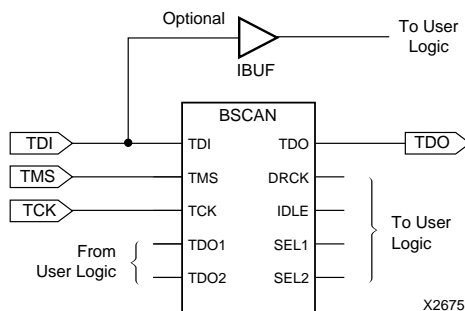 Optional
To User
Logic
IBUF
BSCAN
TDI
TDI
TDO
TDO
TMS
TMS
DRCK
TCK
TCK
IDLE
From
User Logic
TDO1
SEL1
TDO2
SEL2
To User
Logic
X2675